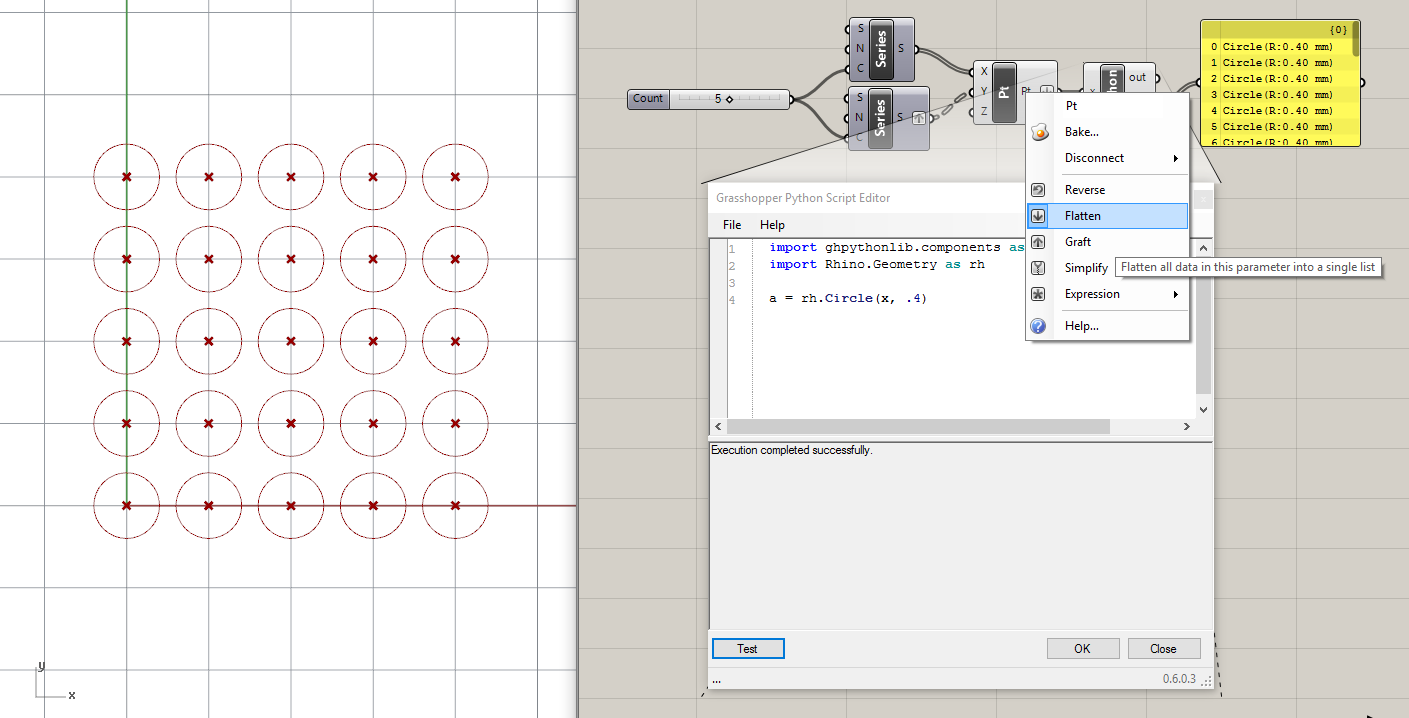 y
x
Count
5
S
N
C
Series
S
S
N
C
Series
S
X
Y
Z
Pt
Pt
x
out
{0}
0 Circle(R:0.40 mm)
1 Circle(R:0.40 mm)
2 Circle(R:0.40 mm)
3 Circle(R:0.40 mm)
4 Circle(R:0.40 mm)
5 Circle(R:0.40 mm)
6 Circle(R:0.40 mm)
Pt
Bake...
Disconnect
Reverse
Flatten
Graft
Simplify
Flatten all data in this parameter into a single list
Expression
Help...
Grasshopper Python Script Editor
File Help
1 import ghpythonlib.components as
2 import Rhino.Geometry as rh
3
4 a = rh.Circle(x, .4)
Execution completed successfully.
Test OK Close
... 0.6.0.3